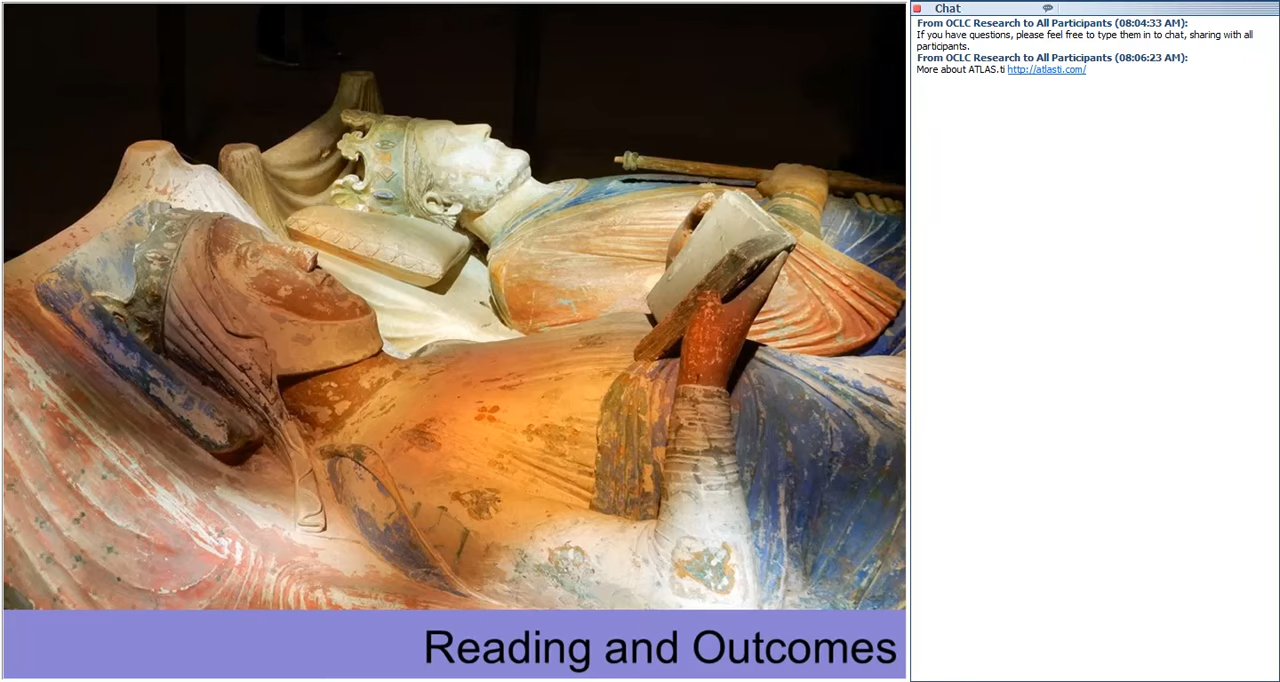 Reading and Outcomes
Chat
From OCLC Research to All Participants (08:04:33 AM):
If you have questions, please feel free to type them in to chat, sharing with all
participants.
From OCLC Research to All Participants (08:06:23 AM):
More about ATLAS.ti http://atlasti.com/